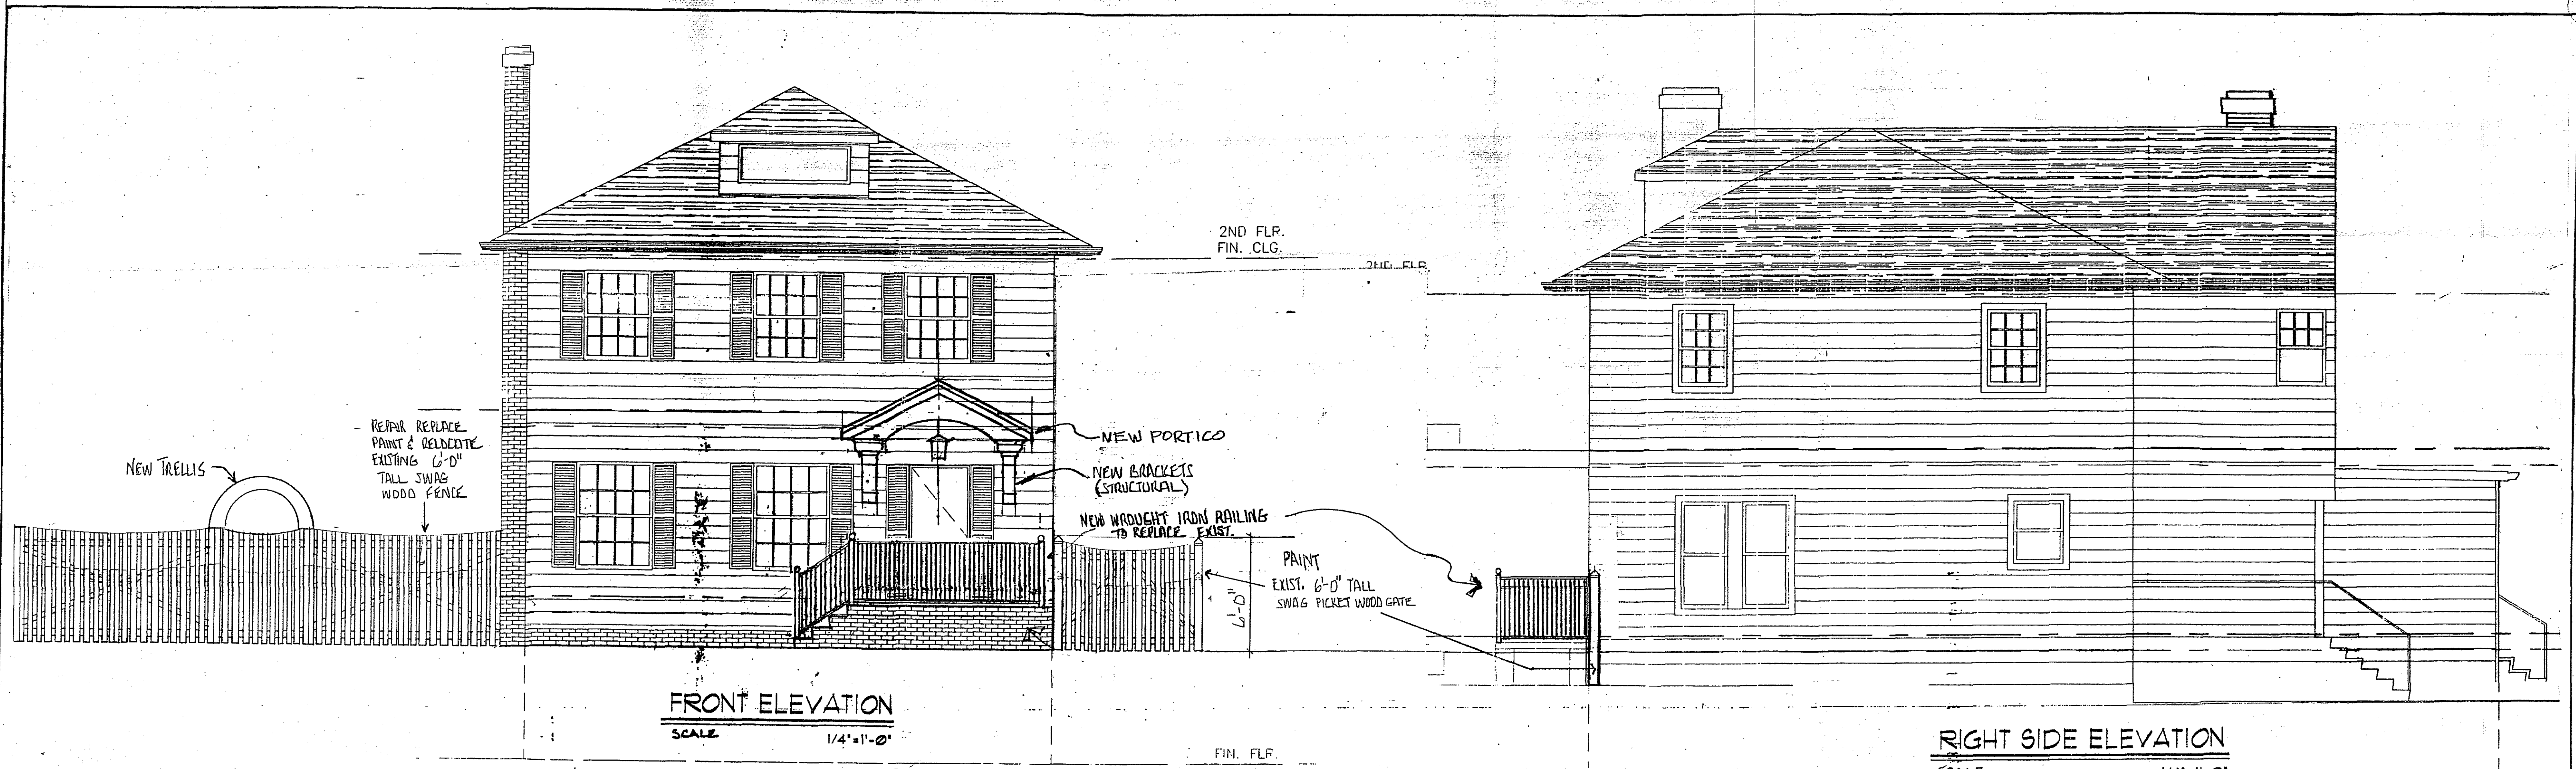 2ND FLR.
FIN. CLG.
2ND FLR
REPAIR REPLACE
PAINT & RELOCATE
EXISTING 6'-0"
TALL SWAG
WOOD FENCE
NEW TRELLIS
NEW PORTICO
NEW BRACKETS
(STRUCTURAL)
NEW WROUGHT IRON RAILING
TO REPLACE EXIST.
PAINT
EXIST. 6'-0" TALL
SWAG PICKET WOOD GATE
6'-0"
FRONT ELEVATION
SCALE 1/4"=1'-0"
FIN. FLR.
RIGHT SIDE ELEVATION